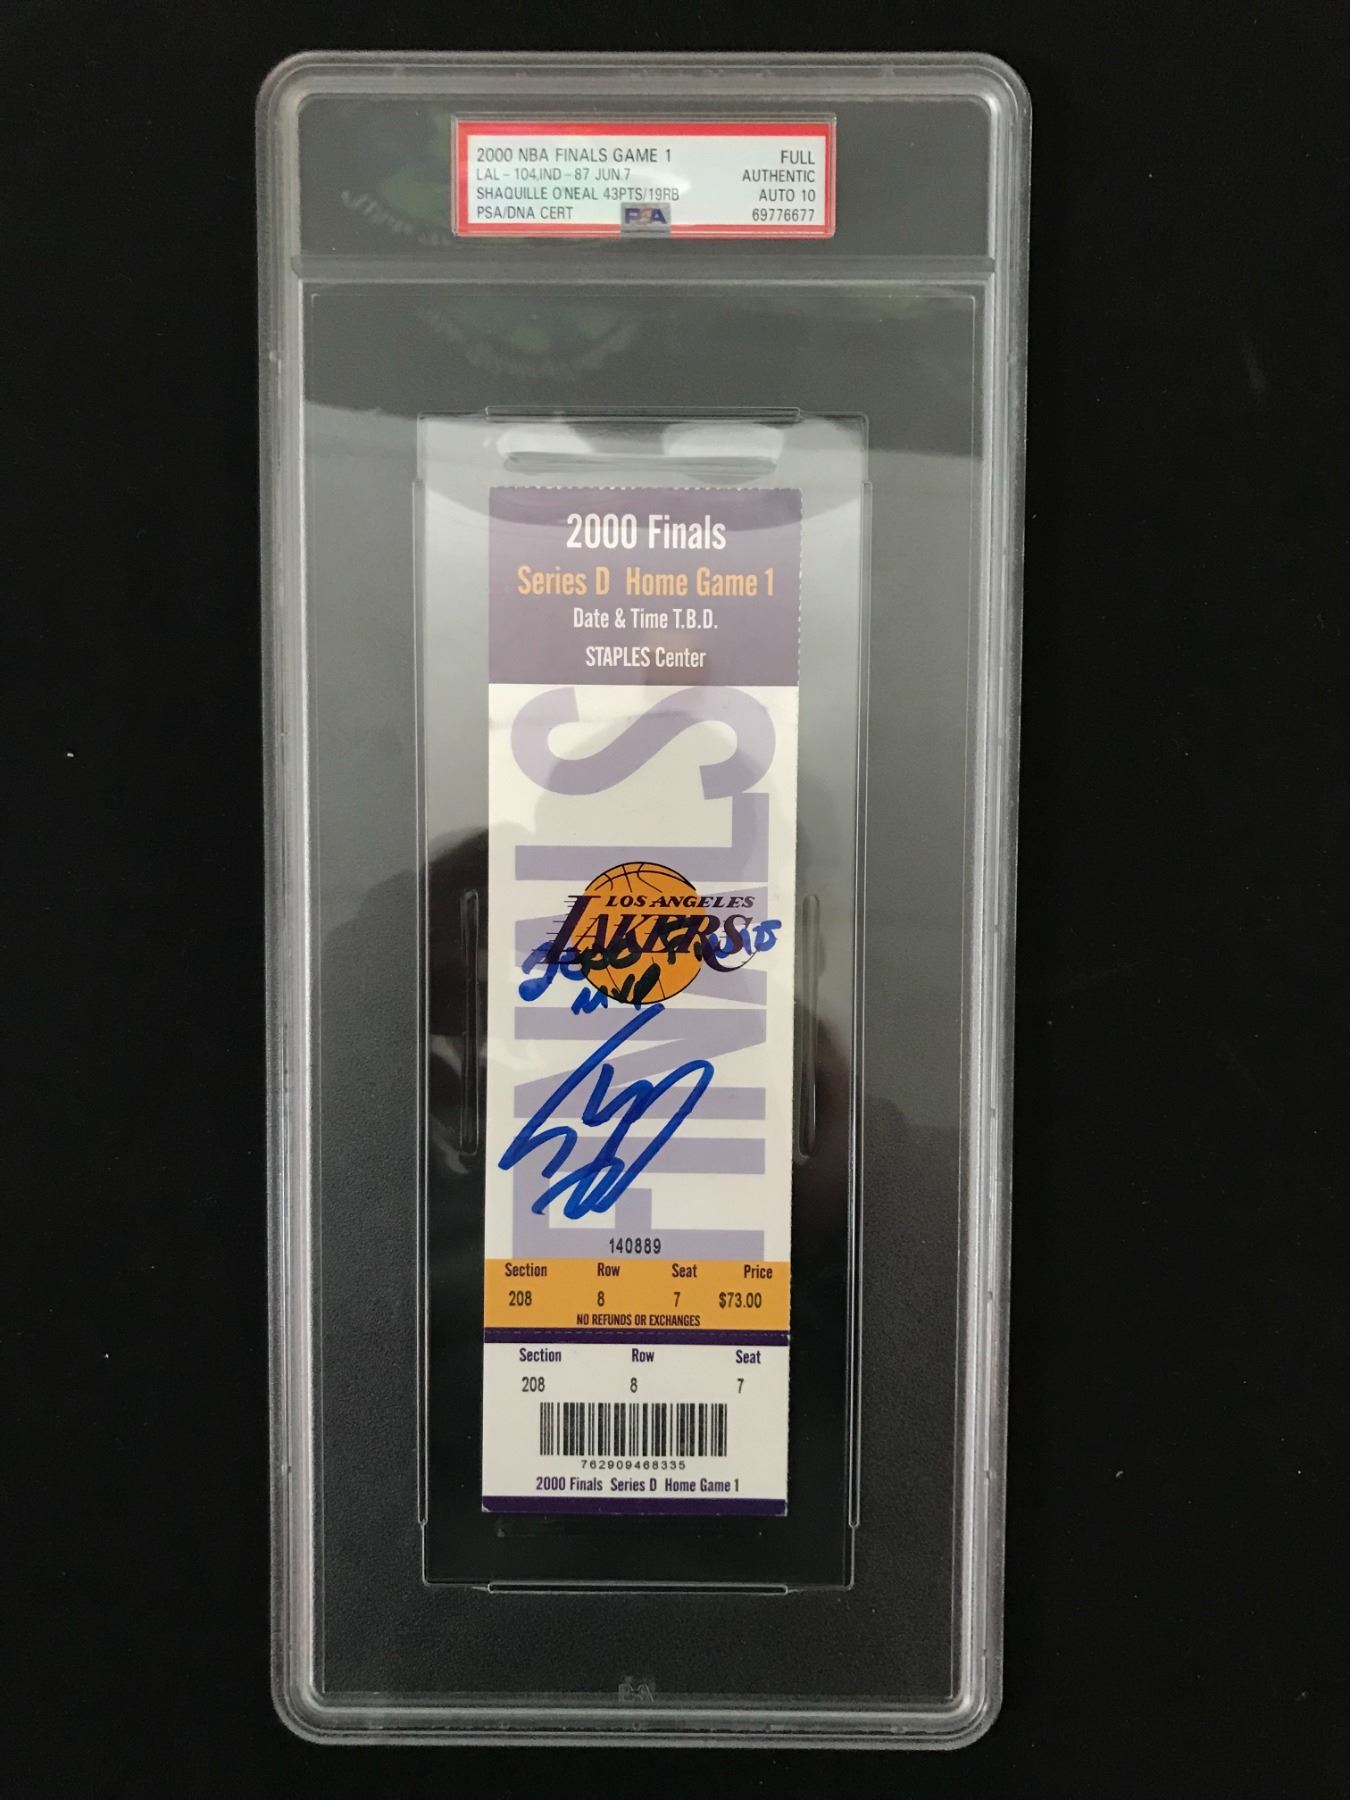 2000 NBA FINALS GAME 1 FULL
LAL-104,IND-87 JUN.7 AUTHENTIC
SHAQUILLE O'NEAL 43PTS/19RB AUTO 10
PSA/DNA CERT PSA 69776677
2000 Finals
Series D Home Game 1
Date & Time T.B.D.
STAPLES Center
FINALS
LOS ANGELES
LAKERS
2000 FINALS
MVP
140889
Section Row Seat Price
208 8 7 $73.00
NO REFUNDS OR EXCHANGES
Section Row Seat
208 8 7
762909468335
2000 Finals Series D Home Game 1
PSA